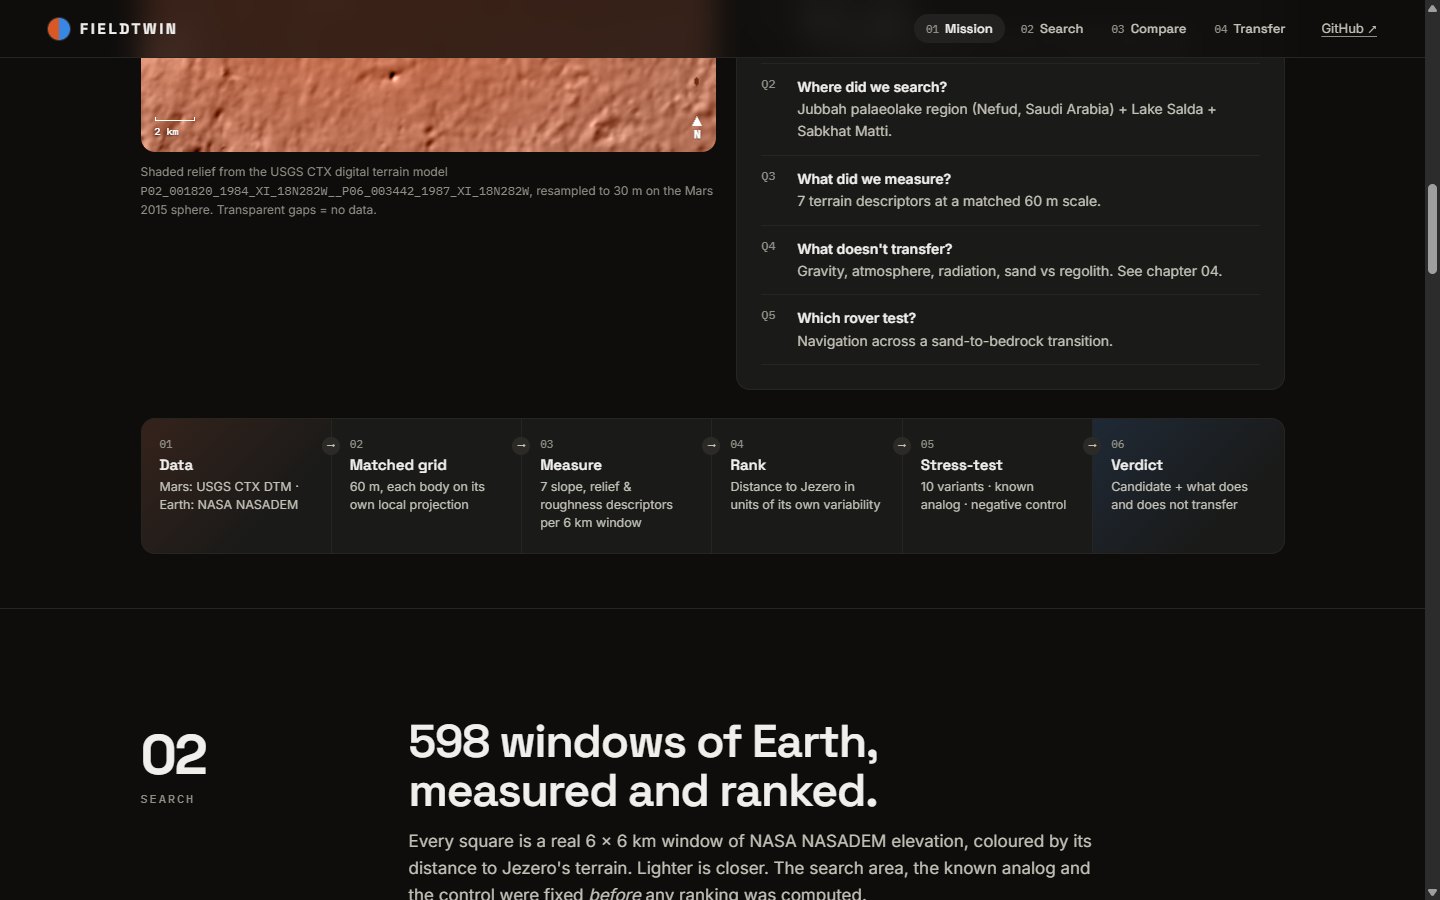 FIELDTWIN
01 Mission
02 Search
03 Compare
04 Transfer
GitHub ↗
2 km
N
Shaded relief from the USGS CTX digital terrain model
P02_001820_1984_XI_18N282W__P06_003442_1987_XI_18N282W, resampled to 30 m on the Mars
2015 sphere. Transparent gaps = no data.
Q2
Where did we search?
Jubbah palaeolake region (Nefud, Saudi Arabia) + Lake Salda +
Sabkhat Matti.
Q3
What did we measure?
7 terrain descriptors at a matched 60 m scale.
Q4
What doesn't transfer?
Gravity, atmosphere, radiation, sand vs regolith. See chapter 04.
Q5
Which rover test?
Navigation across a sand-to-bedrock transition.
01
Data
Mars: USGS CTX DTM ·
Earth: NASA NASADEM
→
02
Matched grid
60 m, each body on its
own local projection
→
03
Measure
7 slope, relief &
roughness descriptors
per 6 km window
→
04
Rank
Distance to Jezero in
units of its own variability
→
05
Stress-test
10 variants · known
analog · negative control
→
06
Verdict
Candidate + what does
and does not transfer
02
SEARCH
598 windows of Earth,
measured and ranked.
Every square is a real 6 × 6 km window of NASA NASADEM elevation, coloured by its
distance to Jezero's terrain. Lighter is closer. The search area, the known analog and
the control were fixed before any ranking was computed.